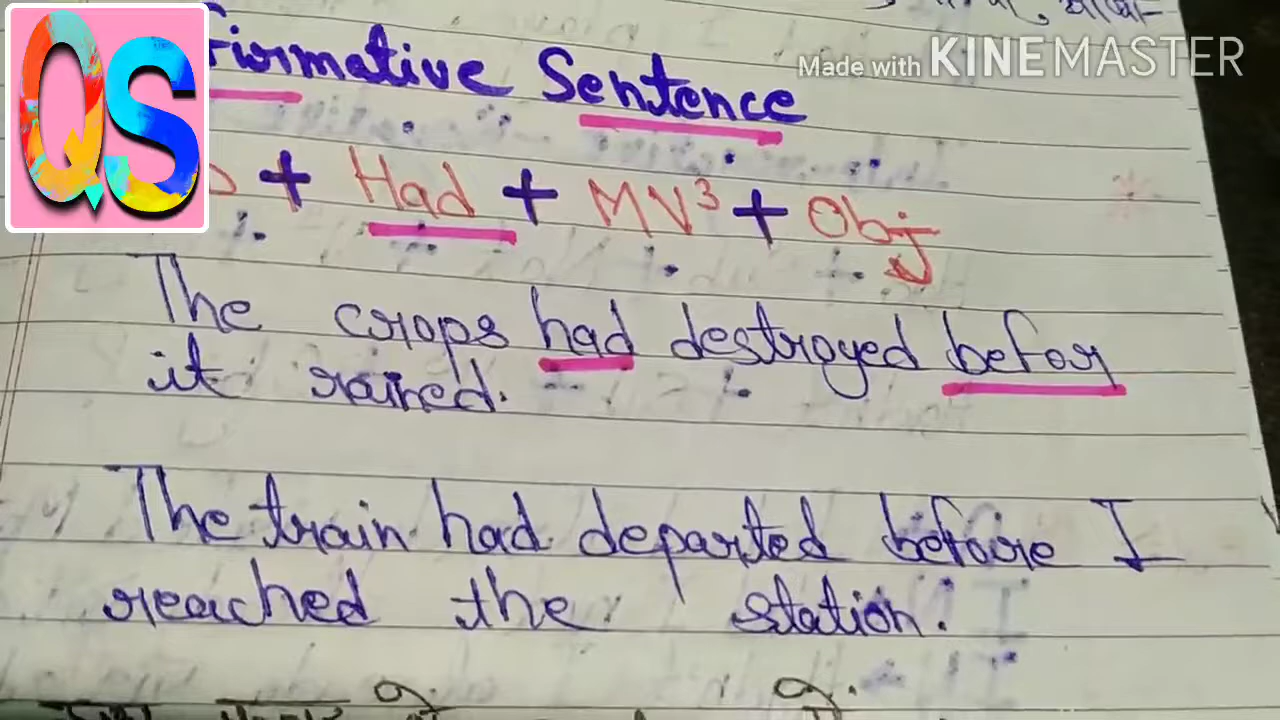 QS
Made with KINEMASTER
firmative Sentence
+ Had + MV³ + Obj
The crops had destroyed befor
it rained.
The train had departed before I
reached the station.